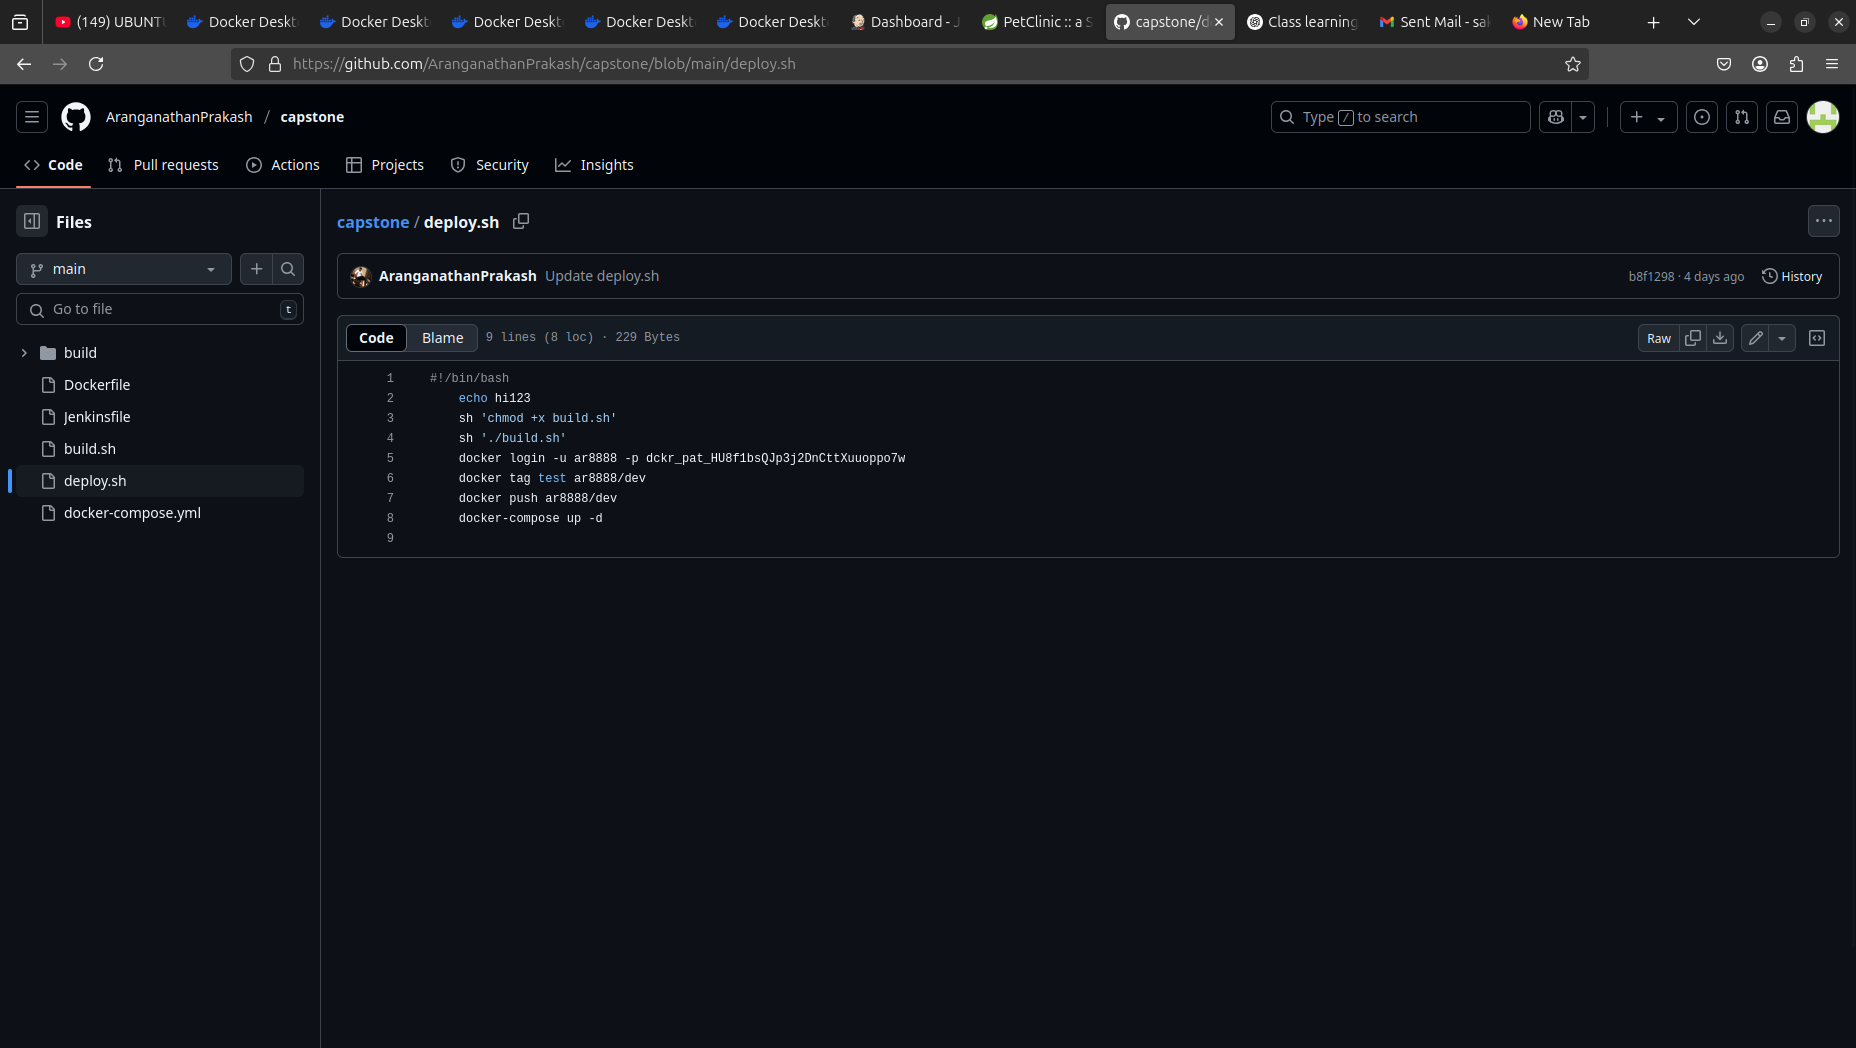 (149) UBUNTU
Docker Deskt
Docker Deskt
Docker Deskt
Docker Deskt
Docker Deskt
Dashboard - J
PetClinic :: a S
capstone/d
Class learning
Sent Mail - sa
New Tab
https://github.com/AranganathanPrakash/capstone/blob/main/deploy.sh
AranganathanPrakash / capstone
Type / to search
Code
Pull requests
Actions
Projects
Security
Insights
Files
main
Go to file
t
build
Dockerfile
Jenkinsfile
build.sh
deploy.sh
docker-compose.yml
capstone / deploy.sh
AranganathanPrakash Update deploy.sh
b8f1298 · 4 days ago
History
Code
Blame
9 lines (8 loc) · 229 Bytes
Raw
1 #!/bin/bash
2 echo hi123
3 sh 'chmod +x build.sh'
4 sh './build.sh'
5 docker login -u ar8888 -p dckr_pat_HU8f1bsQJp3j2DnCttXuuoppo7w
6 docker tag test ar8888/dev
7 docker push ar8888/dev
8 docker-compose up -d
9